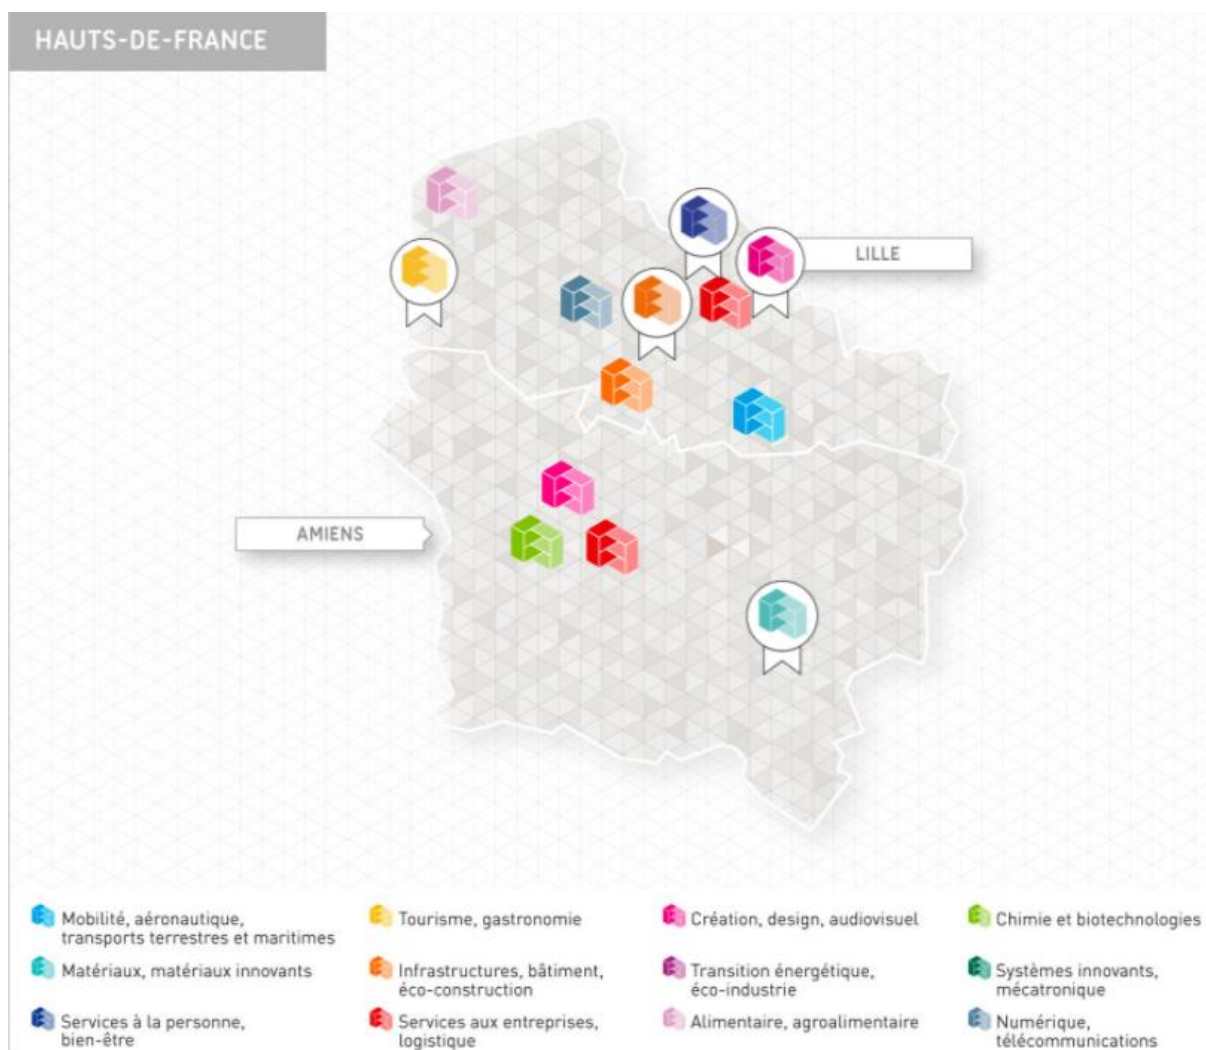 HAUTS-DE-FRANCE
LILLE
AMIENS
Mobilité, aéronautique,
transports terrestres et maritimes
Tourisme, gastronomie
Création, design, audiovisuel
Chimie et biotechnologies
Matériaux, matériaux innovants
Infrastructures, bâtiment,
éco-construction
Transition énergétique,
éco-industrie
Systèmes innovants,
mécatronique
Services à la personne,
bien-être
Services aux entreprises,
logistique
Alimentaire, agroalimentaire
Numérique,
télécommunications